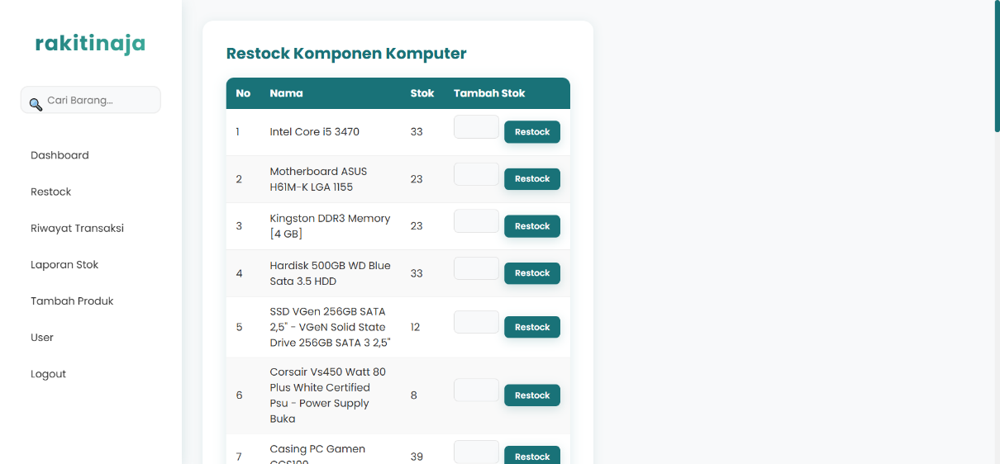 rakitinaja
Cari Barang...
Dashboard
Restock
Riwayat Transaksi
Laporan Stok
Tambah Produk
User
Logout
Restock Komponen Komputer
No Nama Stok Tambah Stok
1 Intel Core i5 3470 33 Restock
2 Motherboard ASUS
H61M-K LGA 1155 23 Restock
3 Kingston DDR3 Memory
[4 GB] 23 Restock
4 Hardisk 500GB WD Blue
Sata 3.5 HDD 33 Restock
5 SSD VGen 256GB SATA
2,5" - VGeN Solid State
Drive 256GB SATA 3 2,5" 12 Restock
6 Corsair Vs450 Watt 80
Plus White Certified
Psu - Power Supply
Buka 8 Restock
7 Casing PC Gamen 39 Restock